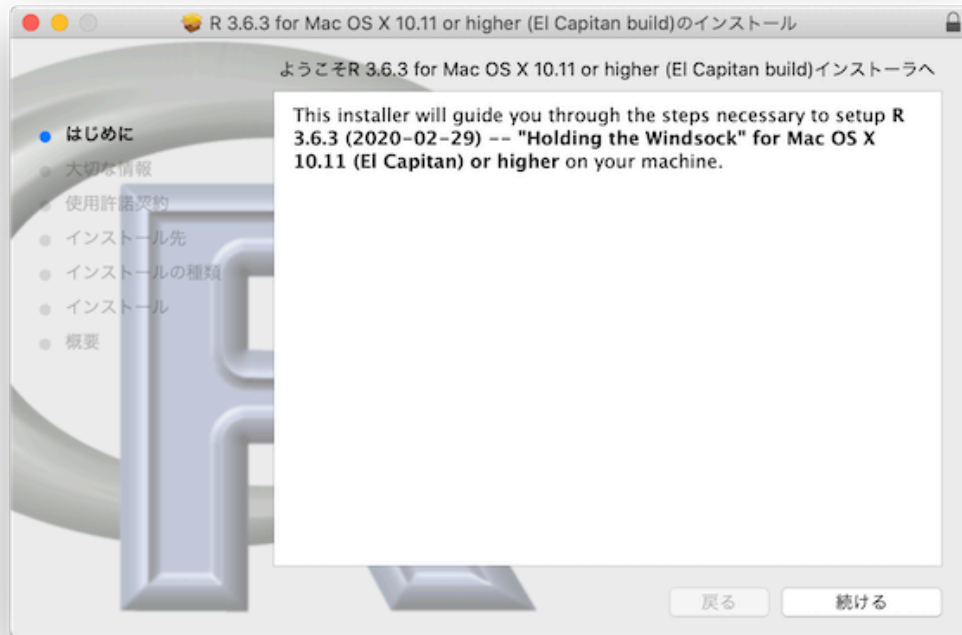 R 3.6.3 for Mac OS X 10.11 or higher (El Capitan build)のインストール
ようこそR 3.6.3 for Mac OS X 10.11 or higher (El Capitan build)インストーラへ
はじめに
大切な情報
使用許諾契約
インストール先
インストールの種類
インストール
概要
This installer will guide you through the steps necessary to setup R
3.6.3 (2020-02-29) -- "Holding the Windsock" for Mac OS X
10.11 (El Capitan) or higher on your machine.
戻る
続ける